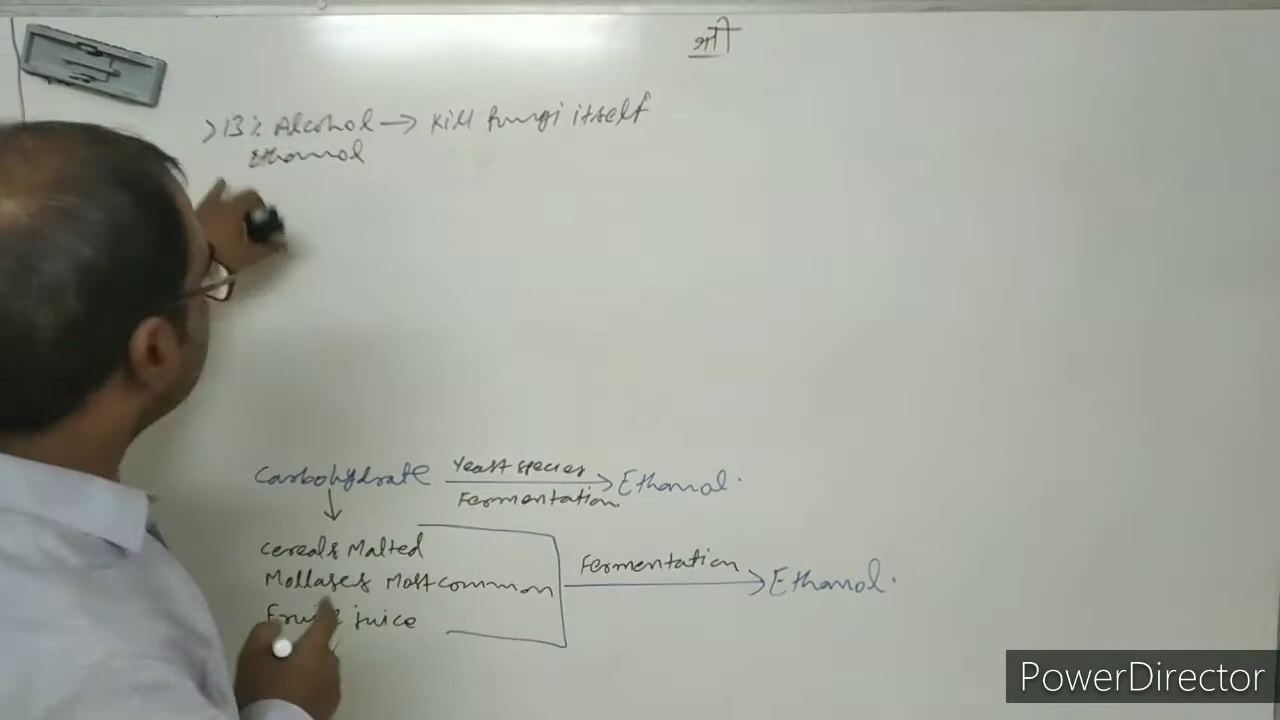 श्री
>13% Alcohol → Kill fungi itself
Ethanol
Carbohydrate Yeast species → Ethanol.
Fermentation
↓
Cereals Malted
Mollases Most common Fermentation → Ethanol.
Fruit juice
PowerDirector